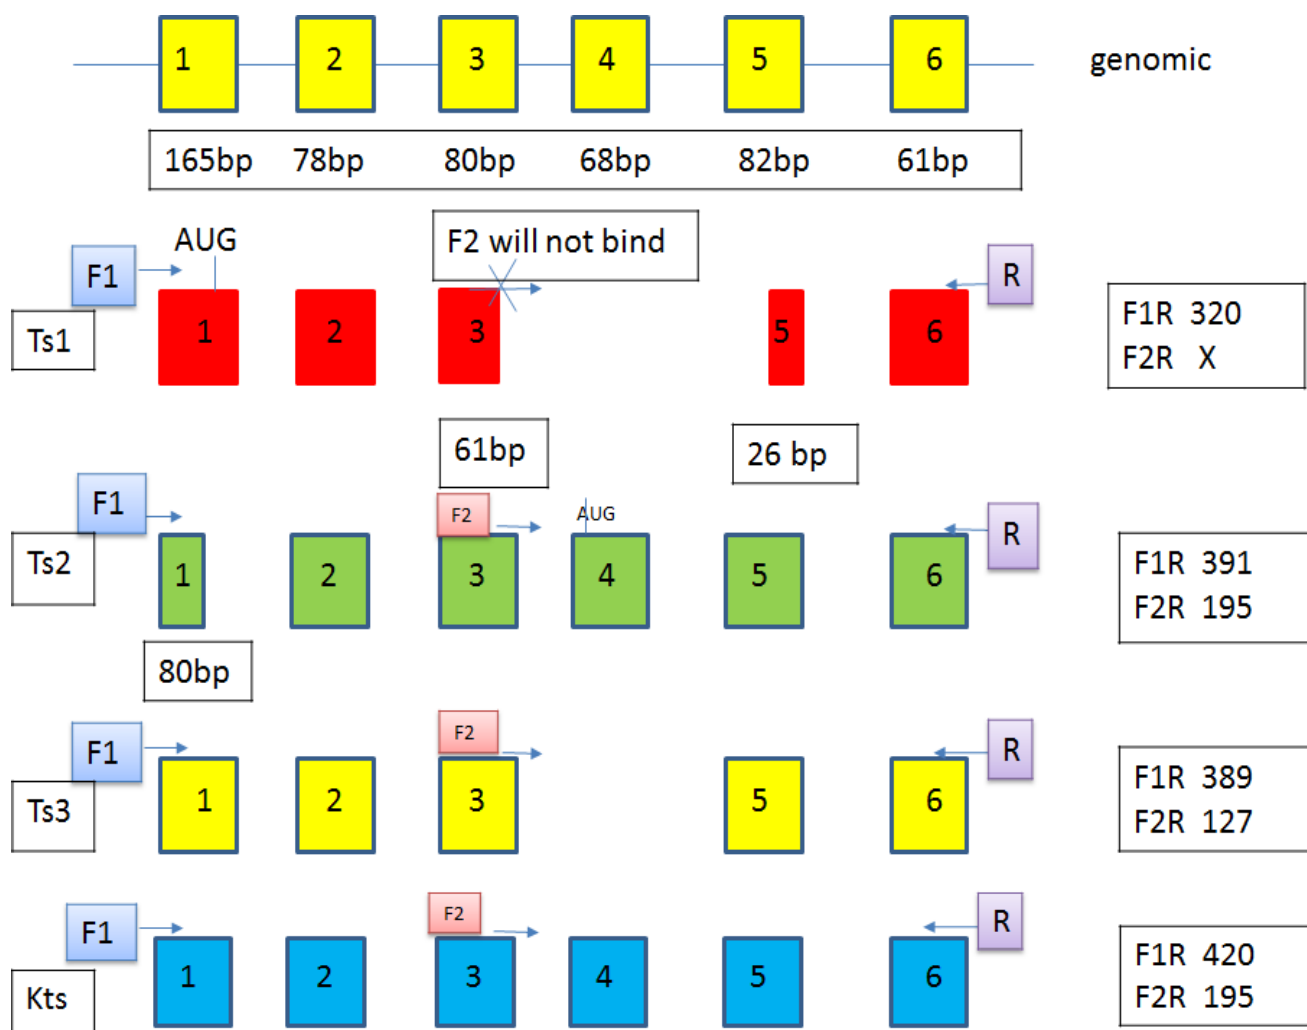 1 2 3 4 5 6 genomic
165bp 78bp 80bp 68bp 82bp 61bp
F2 will not bind
AUG
F1 R
Ts1 1 2 3 5 6
F1R 320
F2R X
61bp 26 bp
F1 F2 AUG R
Ts2 1 2 3 4 5 6
F1R 391
F2R 195
80bp
F1 F2 R
Ts3 1 2 3 5 6
F1R 389
F2R 127
F1 F2 R
Kts 1 2 3 4 5 6
F1R 420
F2R 195